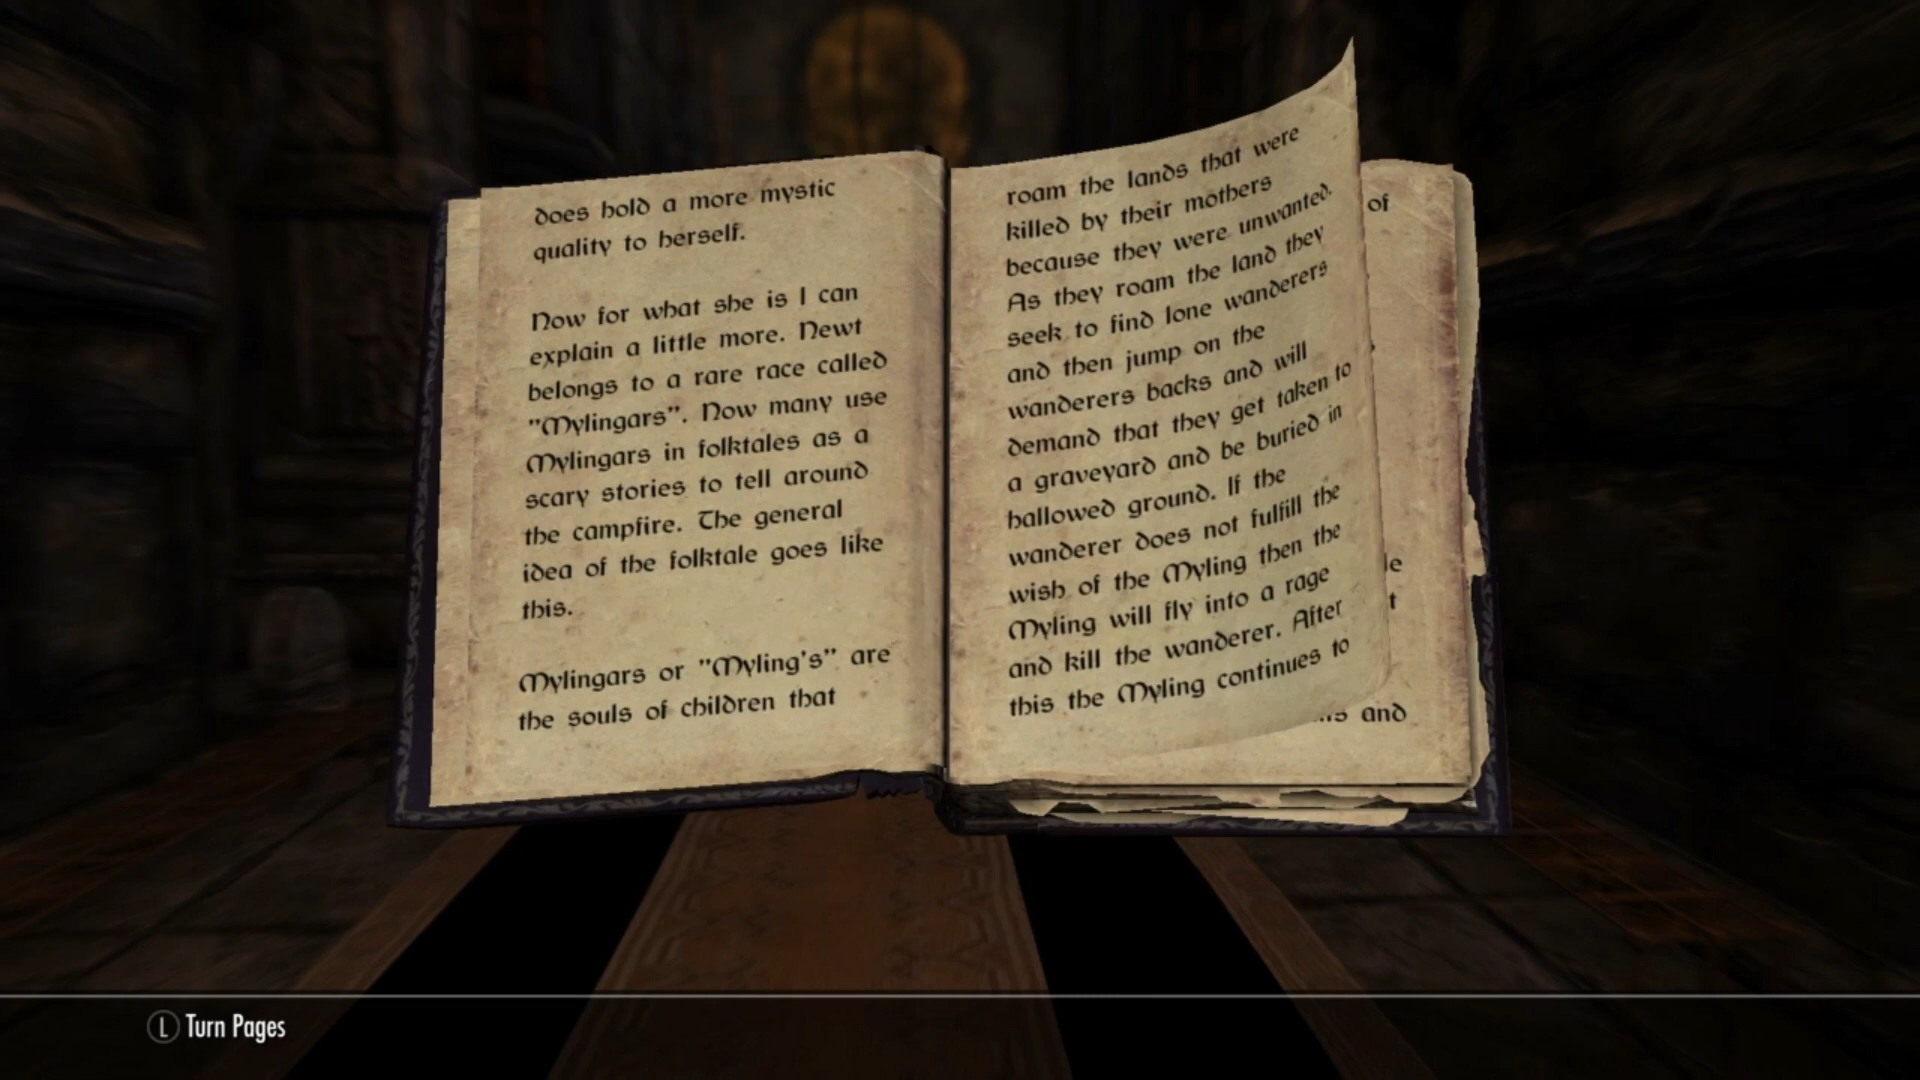 does hold a more mystic
quality to herself.
Now for what she is I can
explain a little more. Newt
belongs to a rare race called
"Mylingars". Now many use
Mylingars in folktales as a
scary stories to tell around
the campfire. The general
idea of the folktale goes like
this.
Mylingars or "Myling's" are
the souls of children that
roam the lands that were
killed by their mothers
because they were unwanted.
As they roam the land they
seek to find lone wanderers
and then jump on the
wanderers backs and will
demand that they get taken to
a graveyard and be buried in
hallowed ground. If the
wanderer does not fulfill the
wish of the Myling then the
Myling will fly into a rage
and kill the wanderer. After
this the Myling continues to
of
and
L Turn Pages